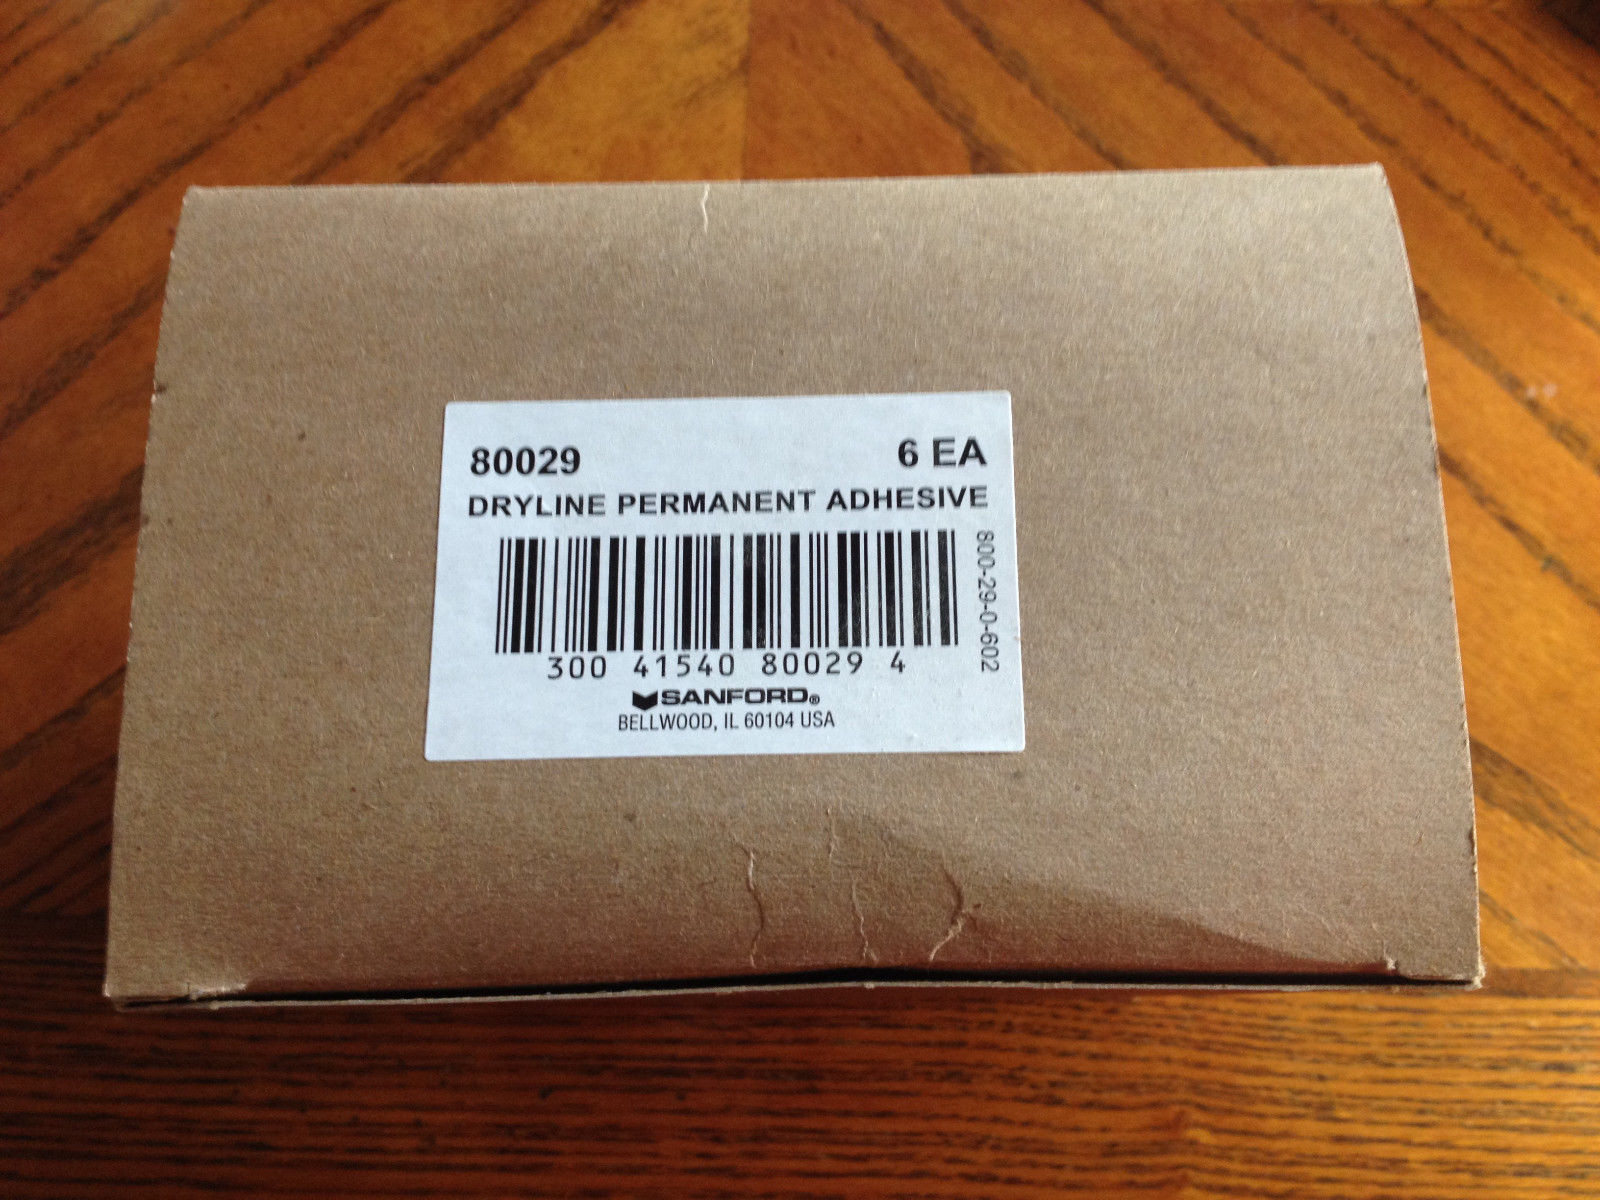 80029 6 EA
DRYLINE PERMANENT ADHESIVE
800-29-0-602
300 41540 80029 4
SANFORD®
BELLWOOD, IL 60104 USA